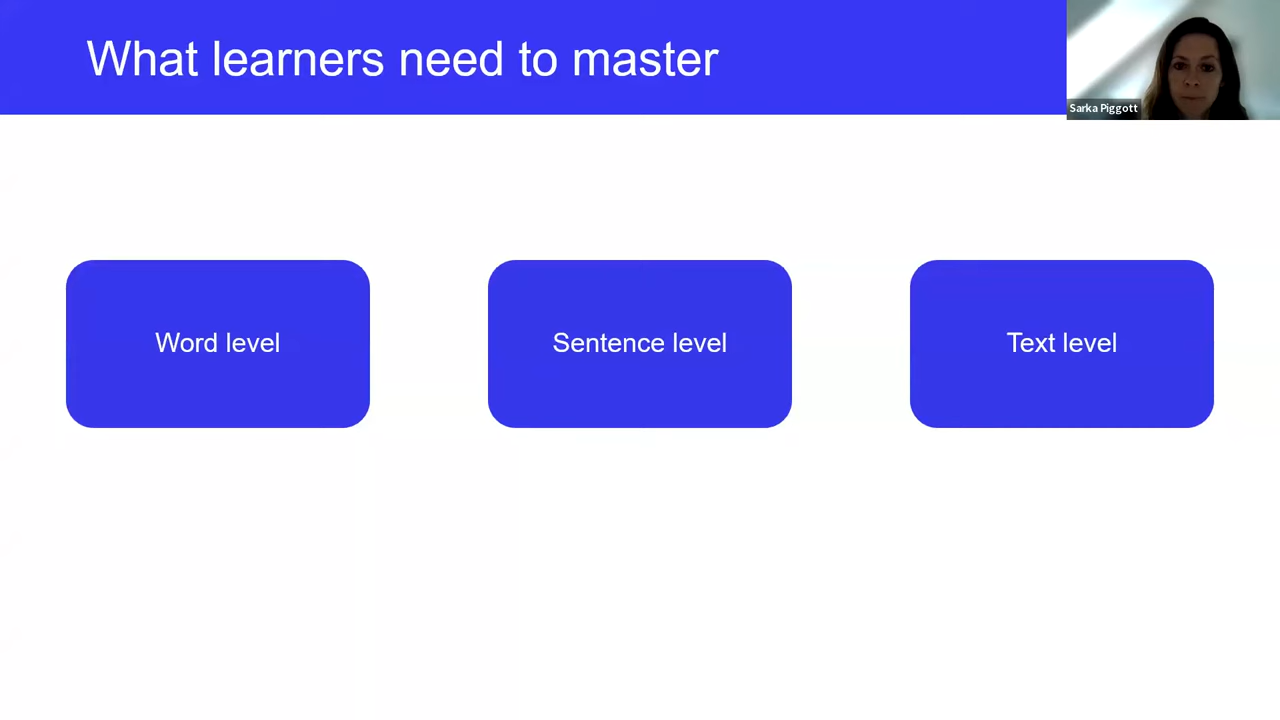 What learners need to master
Sarka Piggott
Word level
Sentence level
Text level